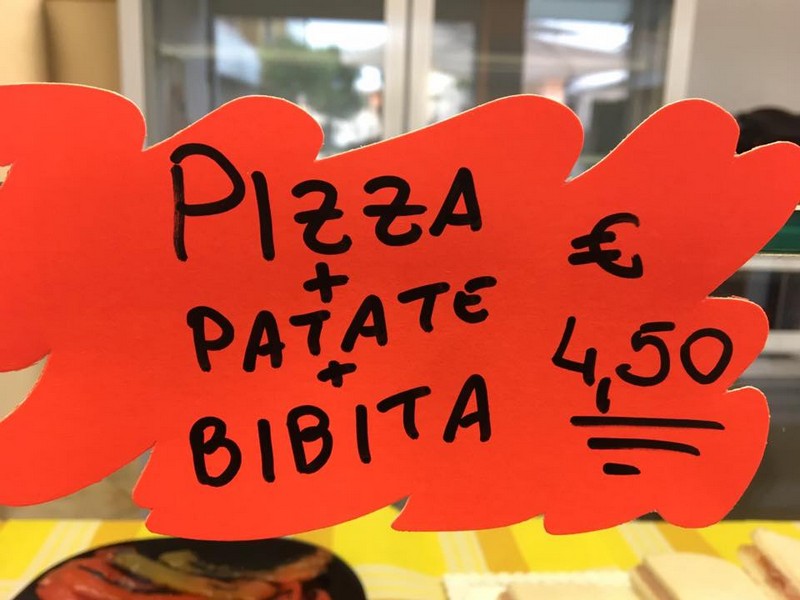 PIZZA
+
PATATE
+
BIBITA
€
4,50